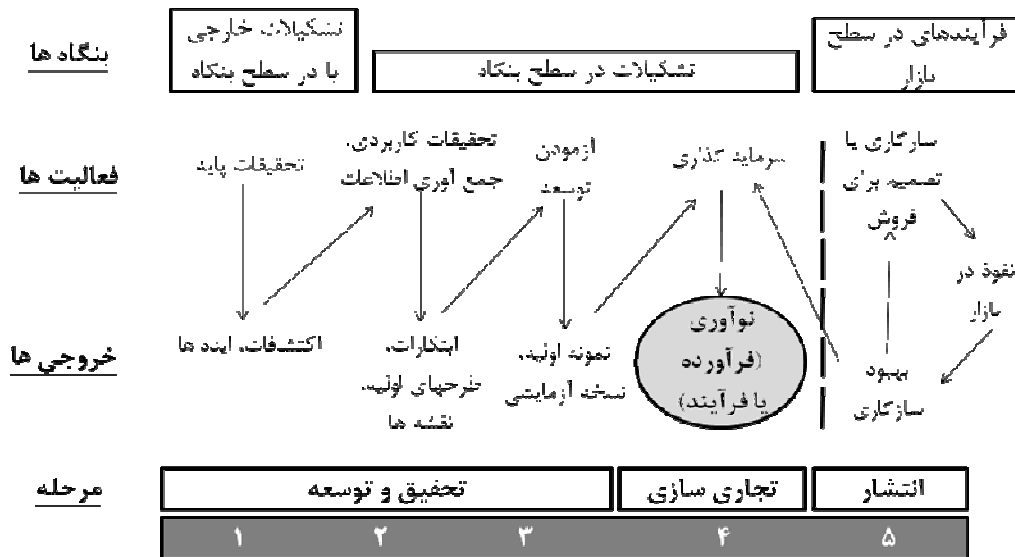 بنگاه ها
تشکیلات خارجی
با در سطح بنگاه
تشکیلات در سطح بنگاه
فرآیندهای در سطح
بازار
فعالیت ها
تحقیقات پایه
تحقیقات کاربردی،
جمع آوری اطلاعات
آزمودن
توسعه
سرمایه گذاری
سازگاری یا
تصمیم برای
فروش
نفوذ در
بازار
خروجی ها
اکتشافات، ایده ها
ابتکارات،
طرحهای اولیه،
نقشه ها
نمونه اولیه،
نسخه آزمایشی
نوآوری
(فرآورده
یا فرآیند)
بهبود
سازگاری
مرحله
تحقیق و توسعه
تجاری سازی
انتشار
۱ ۲ ۳ ۴ ۵